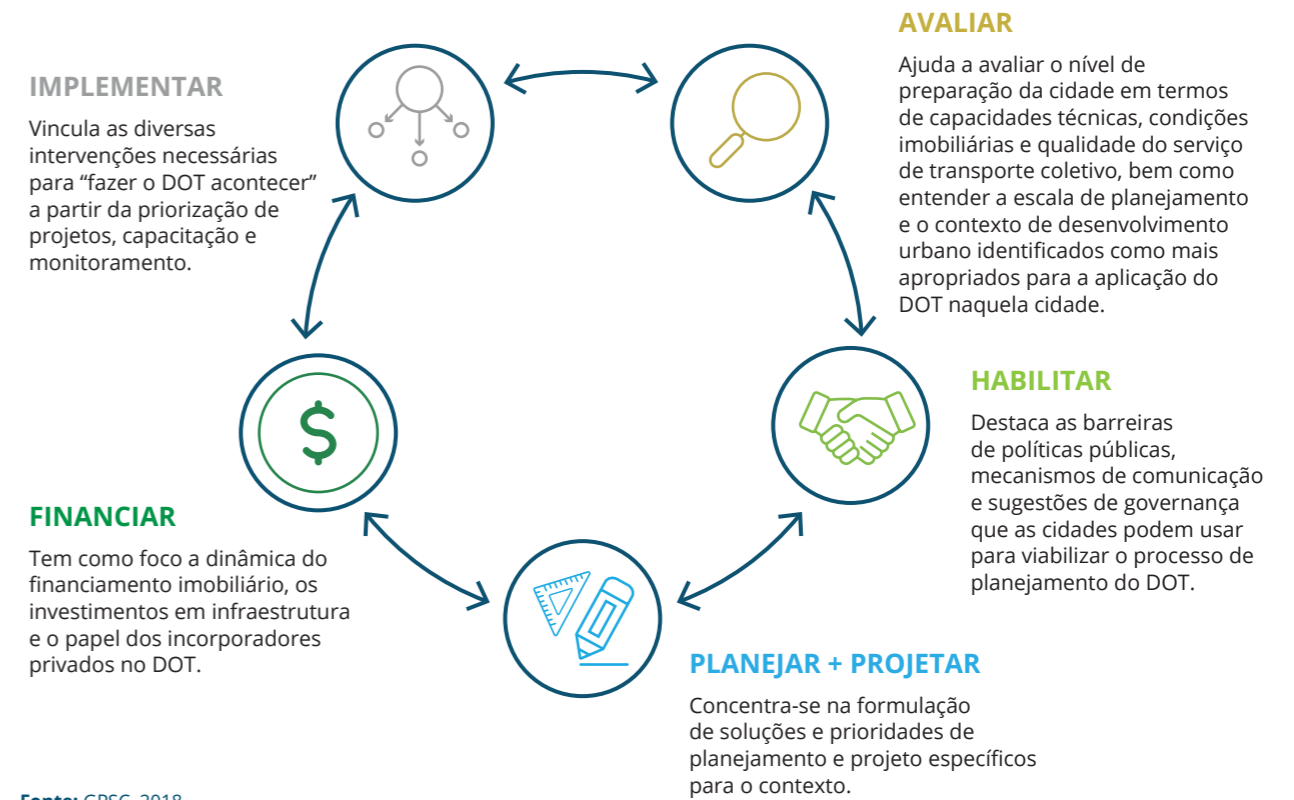 AVALIAR
Ajuda a avaliar o nível de
preparação da cidade em termos
de capacidades técnicas, condições
imobiliárias e qualidade do serviço
de transporte coletivo, bem como
entender a escala de planejamento
e o contexto de desenvolvimento
urbano identificados como mais
apropriados para a aplicação do
DOT naquela cidade.
HABILITAR
Destaca as barreiras
de políticas públicas,
mecanismos de comunicação
e sugestões de governança
que as cidades podem usar
para viabilizar o processo de
planejamento do DOT.
PLANEJAR + PROJETAR
Concentra-se na formulação
de soluções e prioridades de
planejamento e projeto específicos
para o contexto.
FINANCIAR
Tem como foco a dinâmica do
financiamento imobiliário, os
investimentos em infraestrutura
e o papel dos incorporadores
privados no DOT.
$
IMPLEMENTAR
Vincula as diversas
intervenções necessárias
para “fazer o DOT acontecer”
a partir da priorização de
projetos, capacitação e
monitoramento.
Fonte: GPSC, 2018